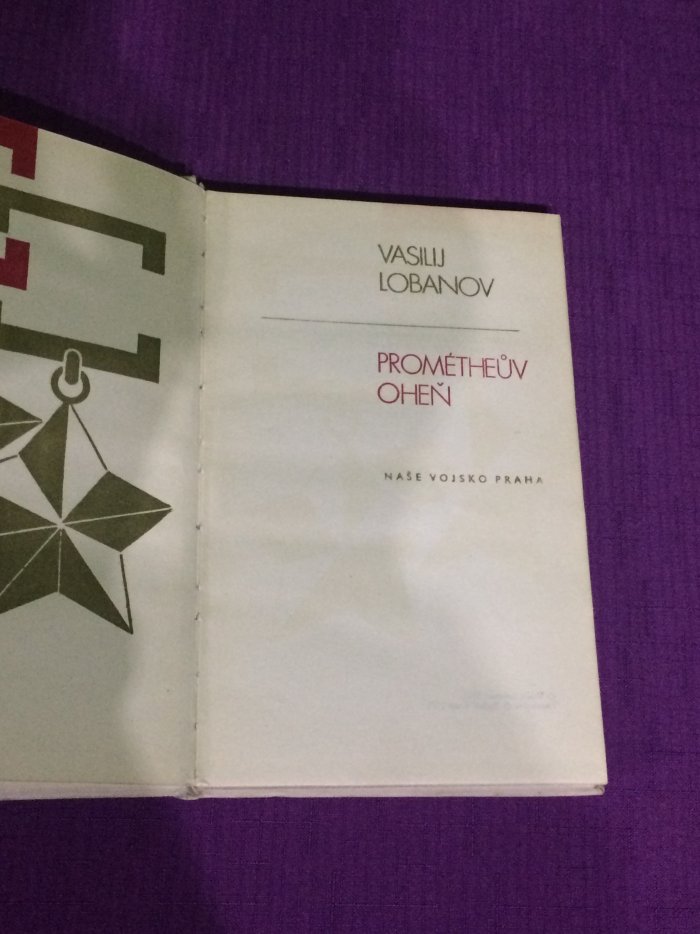 VASILIJ
LOBANOV
PROMÉTHEŮV
OHEŇ
NAŠE VOJSKO PRAHA